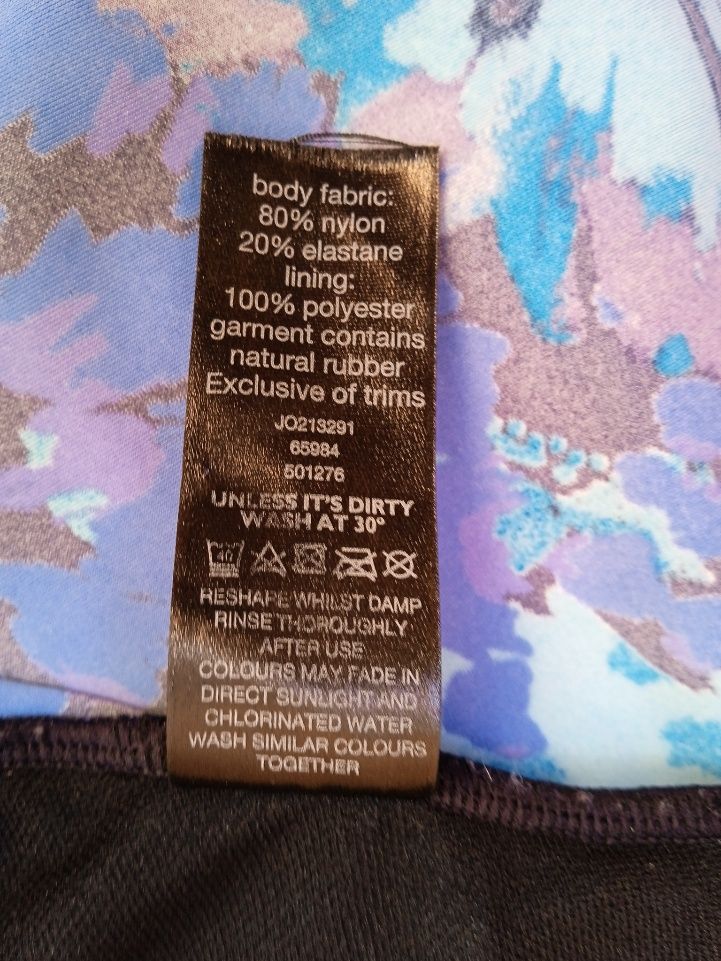 body fabric:
80% nylon
20% elastane
lining:
100% polyester
garment contains
natural rubber
Exclusive of trims
JO213291
65984
501276
UNLESS IT'S DIRTY
WASH AT 30°
40
RESHAPE WHILST DAMP
RINSE THOROUGHLY
AFTER USE
COLOURS MAY FADE IN
DIRECT SUNLIGHT AND
CHLORINATED WATER
WASH SIMILAR COLOURS
TOGETHER